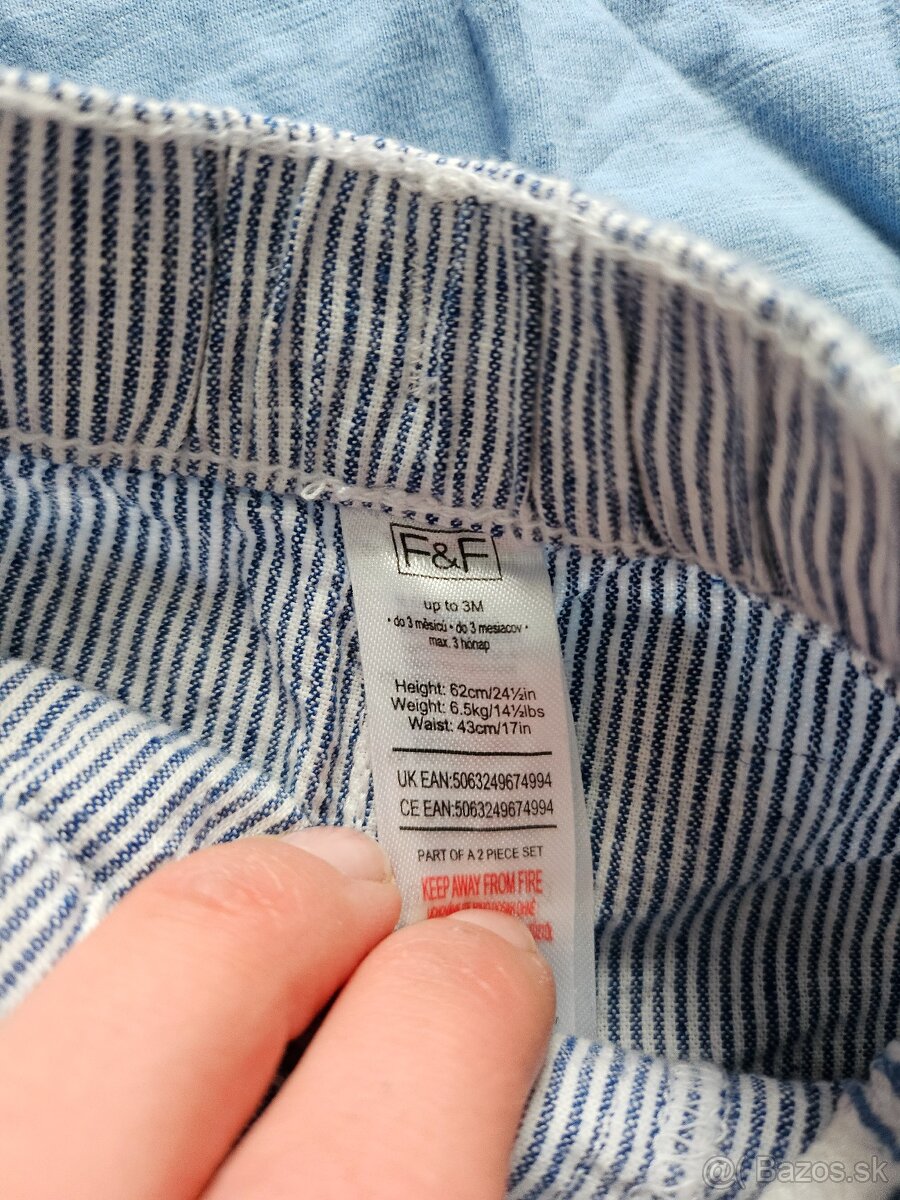 F&F
up to 3M
• do 3 měsíců • do 3 mesiacov •
max. 3 hónap
Height: 62cm/24½in
Weight: 6.5kg/14½lbs
Waist: 43cm/17in
UK EAN:5063249674994
CE EAN:5063249674994
PART OF A 2 PIECE SET
KEEP AWAY FROM FIRE
@ Bazos.sk